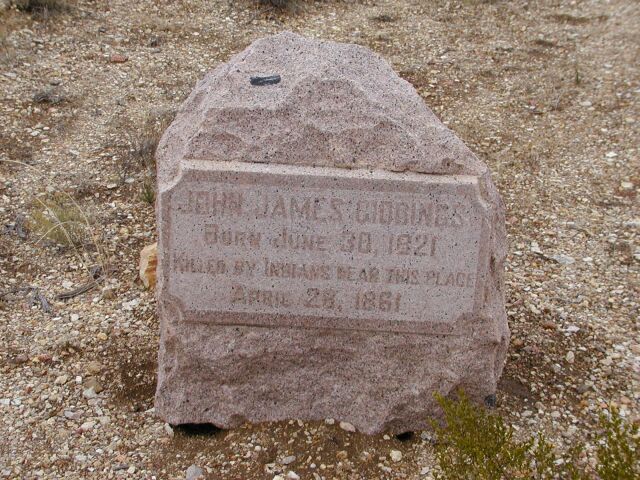 JOHN JAMES GIDDINGS
BORN JUNE 30, 1821
KILLED BY INDIANS NEAR THIS PLACE
APRIL 28, 1861